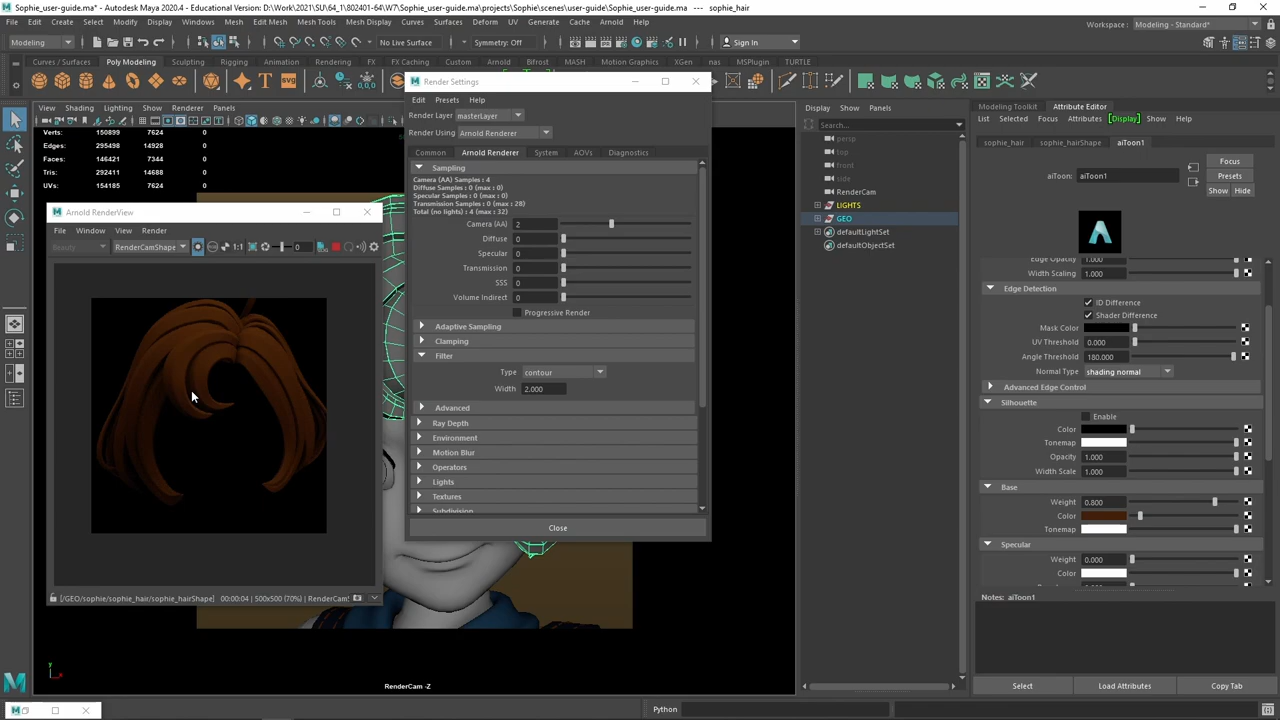 Sophie_user-guide.ma* - Autodesk Maya 2020.4 - Educational Version: D:\Work\2021\SU\64_1\802401-64\W7\Sophie_user-guide.ma\projects\Sophie\scenes\user-guide\Sophie_user-guide.ma --- sophie_hair
File Edit Create Select Modify Display Windows Mesh Edit Mesh Mesh Tools Mesh Display Curves Surfaces Deform UV Generate Cache Arnold Help
Workspace : Modeling - Standard*
Modeling No Live Surface Symmetry: Off Sign In
Curves / Surfaces Poly Modeling Sculpting Rigging Animation Rendering FX FX Caching Custom Arnold Bifrost MASH Motion Graphics XGen nas MSPlugin TURTLE
View Shading Lighting Show Renderer Panels
Verts: 150899 7624 0
Edges: 295498 14928 0
Faces: 146421 7344 0
Tris: 292411 14688 0
UVs: 154185 7624 0
Arnold RenderView
File Window View Render
Beauty RenderCamShape 1:1 0
[/GEO/sophie/sophie_hair/sophie_hairShape] 00:00:04 | 500x500 (70%) | RenderCamS
Render Settings
Edit Presets Help
Render Layer masterLayer
Render Using Arnold Renderer
Common Arnold Renderer System AOVs Diagnostics
Sampling
Camera (AA) Samples : 4
Diffuse Samples : 0 (max : 0)
Specular Samples : 0 (max : 0)
Transmission Samples : 0 (max : 28)
Total (no lights) : 4 (max : 32)
Camera (AA) 2
Diffuse 0
Specular 0
Transmission 0
SSS 0
Volume Indirect 0
Progressive Render
Adaptive Sampling
Clamping
Filter
Type contour
Width 2.000
Advanced
Ray Depth
Environment
Motion Blur
Operators
Lights
Textures
Subdivision
Close
RenderCam -Z
Display Show Panels
Search...
persp
top
front
side
RenderCam
LIGHTS
GEO
defaultLightSet
defaultObjectSet
Modeling Toolkit Attribute Editor
List Selected Focus Attributes Display Show Help
sophie_hair sophie_hairShape aiToon1
Focus
aiToon: aiToon1 Presets
Show Hide
Edge Opacity 1.000
Width Scaling 1.000
Edge Detection
ID Difference
Shader Difference
Mask Color
UV Threshold 0.000
Angle Threshold 180.000
Normal Type shading normal
Advanced Edge Control
Silhouette
Enable
Color
Tonemap
Opacity 1.000
Width Scale 1.000
Base
Weight 0.800
Color
Tonemap
Specular
Weight 0.000
Color
Notes: aiToon1
Select Load Attributes Copy Tab
Python